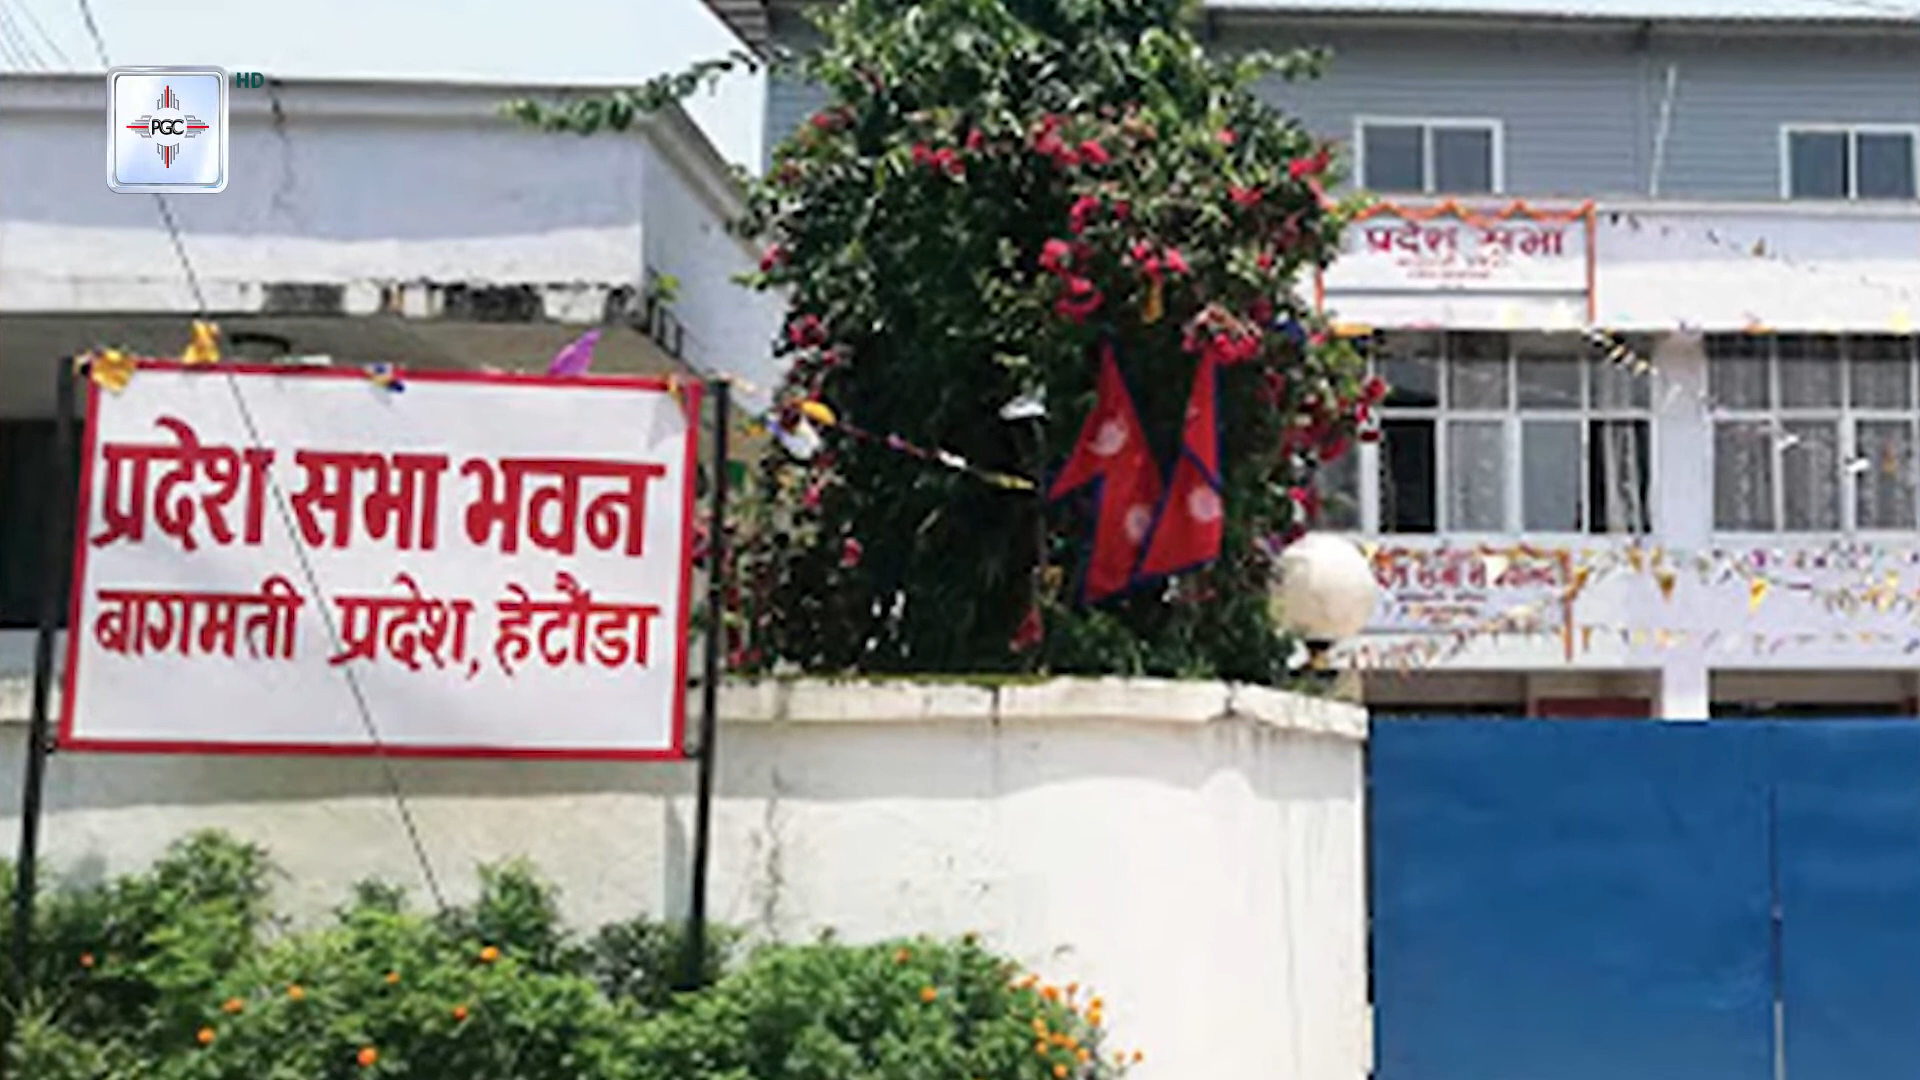 PGC
HD
प्रदेश सभा
प्रदेश सभा भवन
बागमती प्रदेश, हेटौंडा